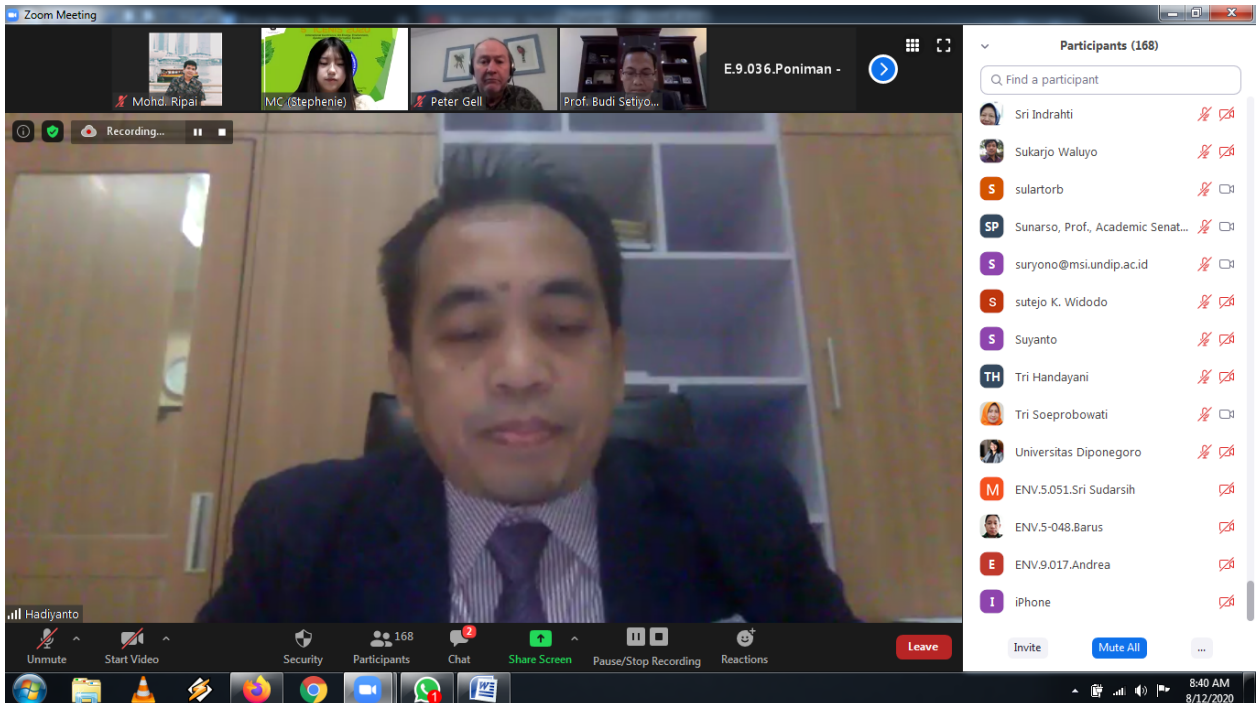 Zoom Meeting
Mohd. Ripai
MC (Stephenie)
Peter Gell
Prof. Budi Setiyo...
E.9.036.Poniman -
Recording...
Hadiyanto
Participants (168)
Find a participant
Sri Indrahti
Sukarjo Waluyo
S sulartorb
SP Sunarso, Prof., Academic Senat...
S suryono@msi.undip.ac.id
S sutejo K. Widodo
S Suyanto
TH Tri Handayani
Tri Soeprobowati
Universitas Diponegoro
M ENV.5.051.Sri Sudarsih
ENV.5-048.Barus
E ENV.9.017.Andrea
I iPhone
Invite
Mute All
...
Unmute
Start Video
Security
168
Participants
2
Chat
Share Screen
Pause/Stop Recording
Reactions
Leave
1
W
8:40 AM
8/12/2020